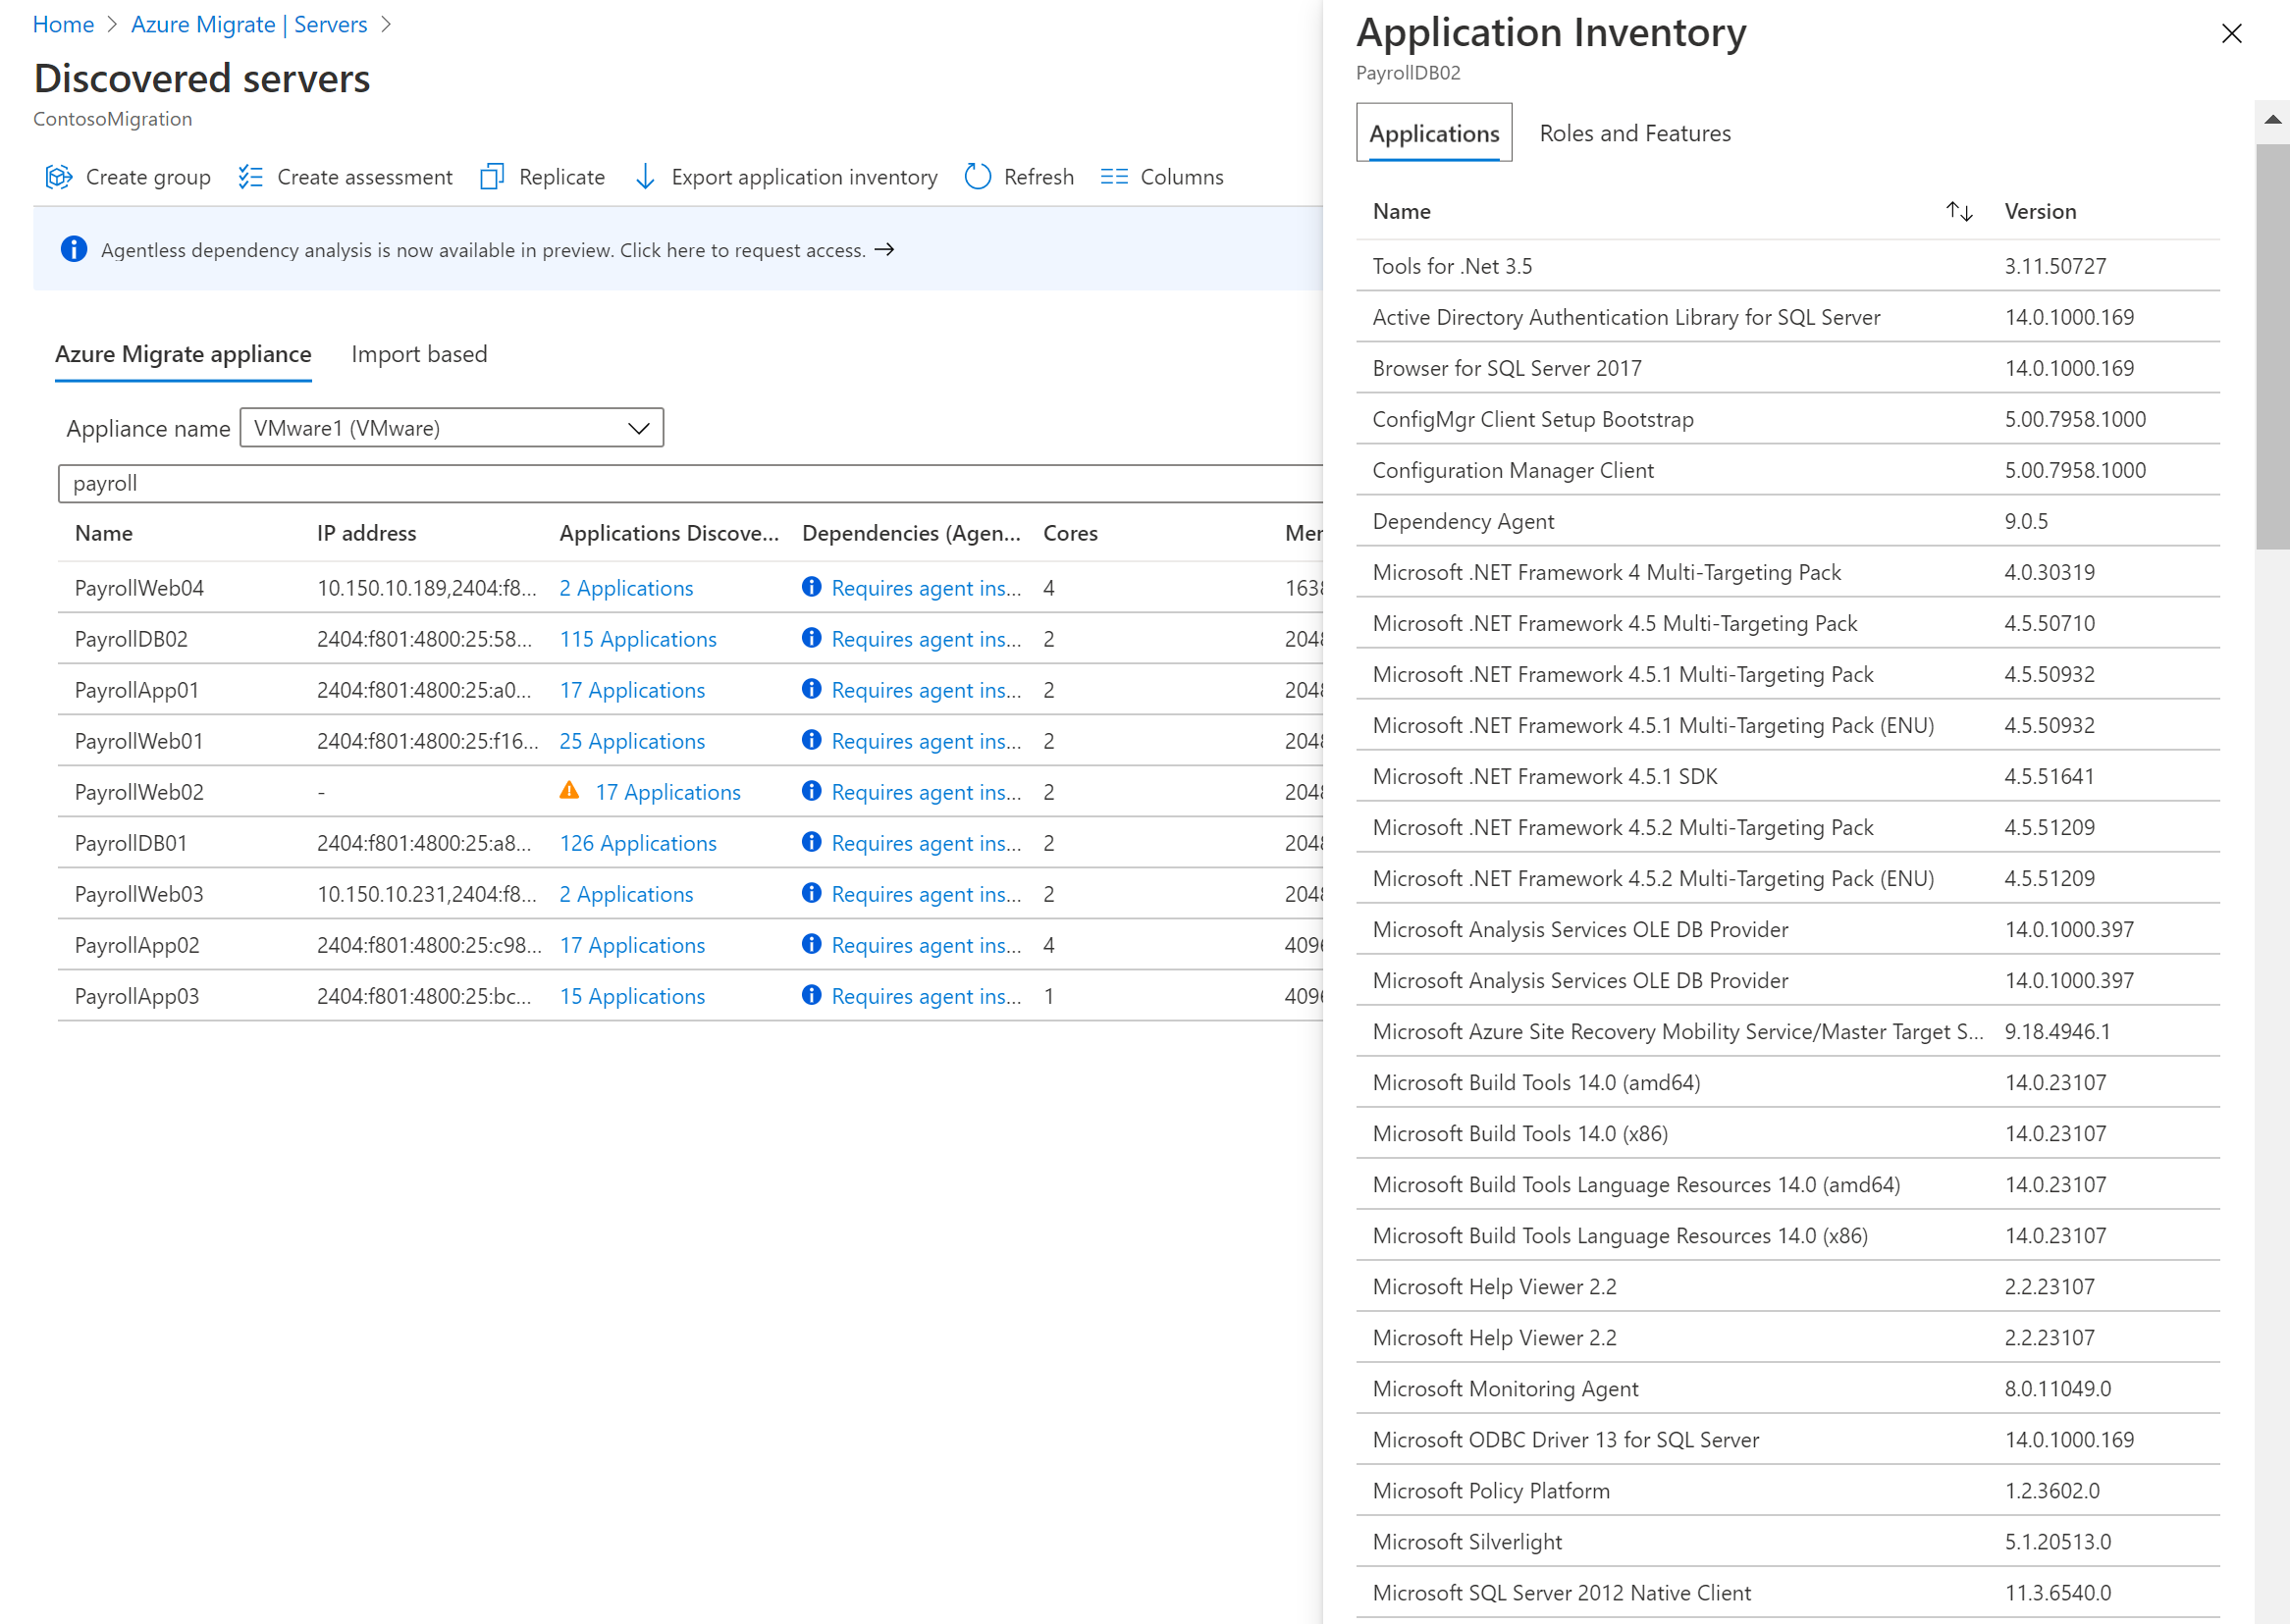 Home > Azure Migrate | Servers >
Discovered servers
ContosoMigration
Create group Create assessment Replicate Export application inventory Refresh Columns
Agentless dependency analysis is now available in preview. Click here to request access. →
Azure Migrate appliance Import based
Appliance name VMware1 (VMware)
payroll
Name IP address Applications Discove... Dependencies (Agen... Cores Mer
PayrollWeb04 10.150.10.189,2404:f8... 2 Applications Requires agent ins... 4 1638
PayrollDB02 2404:f801:4800:25:58... 115 Applications Requires agent ins... 2 2048
PayrollApp01 2404:f801:4800:25:a0... 17 Applications Requires agent ins... 2 2048
PayrollWeb01 2404:f801:4800:25:f16... 25 Applications Requires agent ins... 2 2048
PayrollWeb02 - 17 Applications Requires agent ins... 2 2048
PayrollDB01 2404:f801:4800:25:a8... 126 Applications Requires agent ins... 2 2048
PayrollWeb03 10.150.10.231,2404:f8... 2 Applications Requires agent ins... 2 2048
PayrollApp02 2404:f801:4800:25:c98... 17 Applications Requires agent ins... 4 4096
PayrollApp03 2404:f801:4800:25:bc... 15 Applications Requires agent ins... 1 4096
Application Inventory
PayrollDB02
Applications Roles and Features
Name Version
Tools for .Net 3.5 3.11.50727
Active Directory Authentication Library for SQL Server 14.0.1000.169
Browser for SQL Server 2017 14.0.1000.169
ConfigMgr Client Setup Bootstrap 5.00.7958.1000
Configuration Manager Client 5.00.7958.1000
Dependency Agent 9.0.5
Microsoft .NET Framework 4 Multi-Targeting Pack 4.0.30319
Microsoft .NET Framework 4.5 Multi-Targeting Pack 4.5.50710
Microsoft .NET Framework 4.5.1 Multi-Targeting Pack 4.5.50932
Microsoft .NET Framework 4.5.1 Multi-Targeting Pack (ENU) 4.5.50932
Microsoft .NET Framework 4.5.1 SDK 4.5.51641
Microsoft .NET Framework 4.5.2 Multi-Targeting Pack 4.5.51209
Microsoft .NET Framework 4.5.2 Multi-Targeting Pack (ENU) 4.5.51209
Microsoft Analysis Services OLE DB Provider 14.0.1000.397
Microsoft Analysis Services OLE DB Provider 14.0.1000.397
Microsoft Azure Site Recovery Mobility Service/Master Target S... 9.18.4946.1
Microsoft Build Tools 14.0 (amd64) 14.0.23107
Microsoft Build Tools 14.0 (x86) 14.0.23107
Microsoft Build Tools Language Resources 14.0 (amd64) 14.0.23107
Microsoft Build Tools Language Resources 14.0 (x86) 14.0.23107
Microsoft Help Viewer 2.2 2.2.23107
Microsoft Help Viewer 2.2 2.2.23107
Microsoft Monitoring Agent 8.0.11049.0
Microsoft ODBC Driver 13 for SQL Server 14.0.1000.169
Microsoft Policy Platform 1.2.3602.0
Microsoft Silverlight 5.1.20513.0
Microsoft SQL Server 2012 Native Client 11.3.6540.0